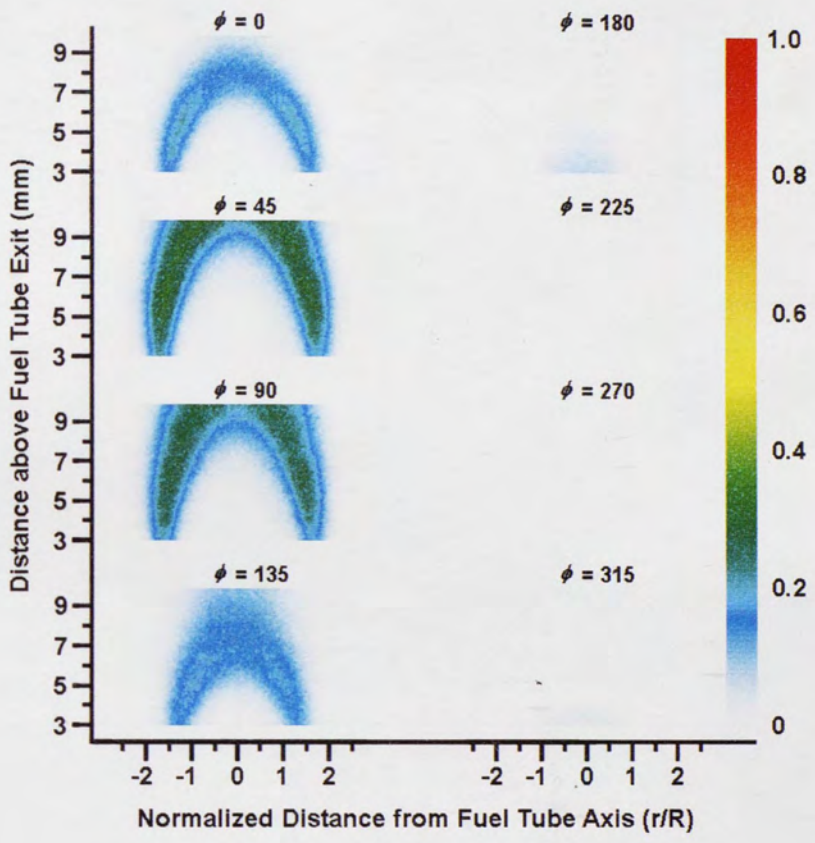 ϕ = 0
ϕ = 180
9
7
5
3
ϕ = 45
ϕ = 225
9
7
5
3
ϕ = 90
ϕ = 270
9
7
5
3
ϕ = 135
ϕ = 315
9
7
5
3
Distance above Fuel Tube Exit (mm)
1.0
0.8
0.6
0.4
0.2
0
-2 -1 0 1 2
-2 -1 0 1 2
Normalized Distance from Fuel Tube Axis (r/R)